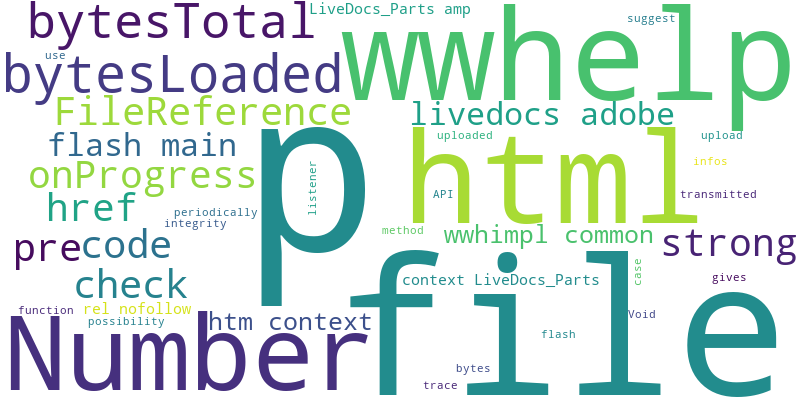 bytesTotal
LiveDocs_Parts amp
suggest
wwhelp
use
bytesLoaded
FileReference
livedocs adobe
flash main
uploaded
upload
p
html
onProgress
listener
infos
API
transmitted
href
periodically
integrity
method
wwhimpl common
strong
pre
code
check
context LiveDocs_Parts
case
gives
file
function
rel nofollow
possibility
htm context
Void
Number
flash
bytes
trace